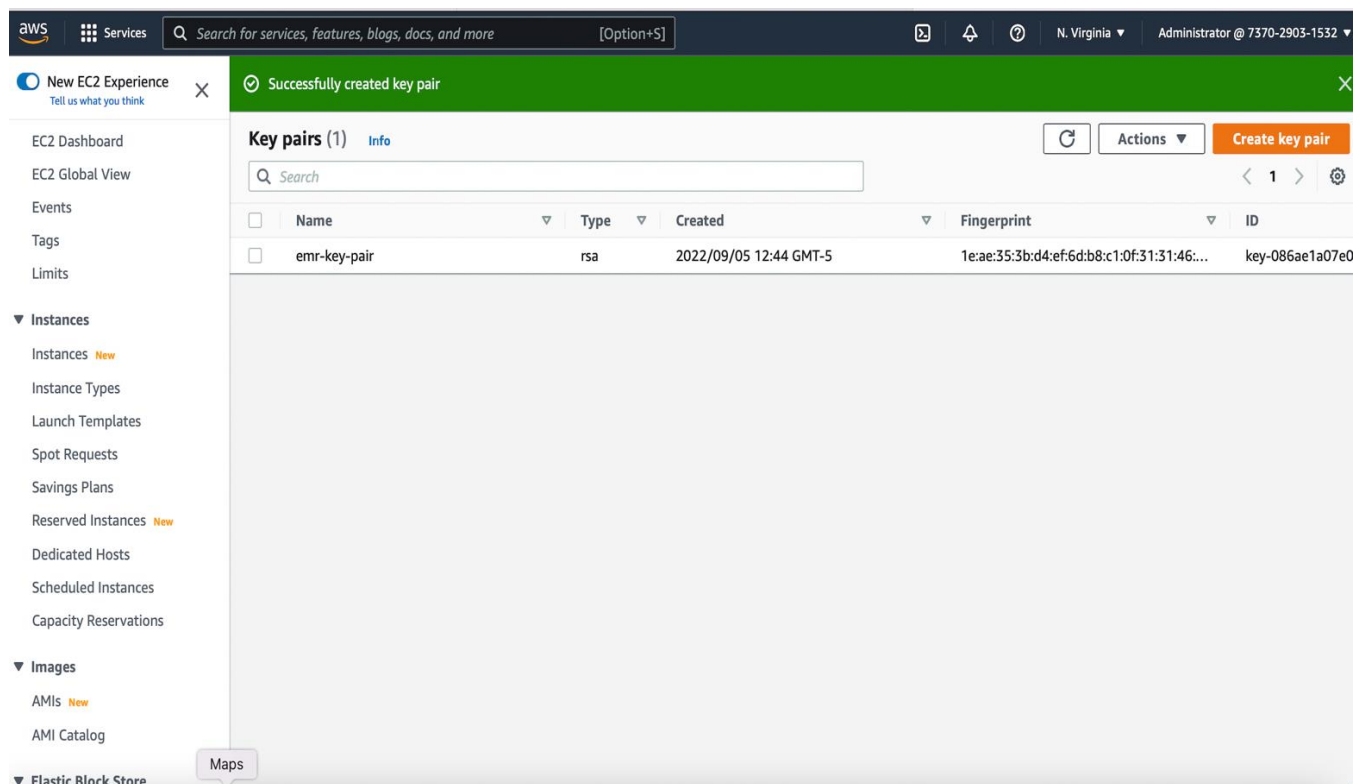 aws Services Search for services, features, blogs, docs, and more [Option+S] N. Virginia Administrator @ 7370-2903-1532
New EC2 Experience
Tell us what you think
EC2 Dashboard
EC2 Global View
Events
Tags
Limits
Instances
Instances New
Instance Types
Launch Templates
Spot Requests
Savings Plans
Reserved Instances New
Dedicated Hosts
Scheduled Instances
Capacity Reservations
Images
AMIs New
AMI Catalog
Elastic Block Store
Successfully created key pair
Key pairs (1) Info Actions Create key pair
Search 1
Name Type Created Fingerprint ID
emr-key-pair rsa 2022/09/05 12:44 GMT-5 1e:ae:35:3b:d4:ef:6d:b8:c1:0f:31:31:46:... key-086ae1a07e0
Maps